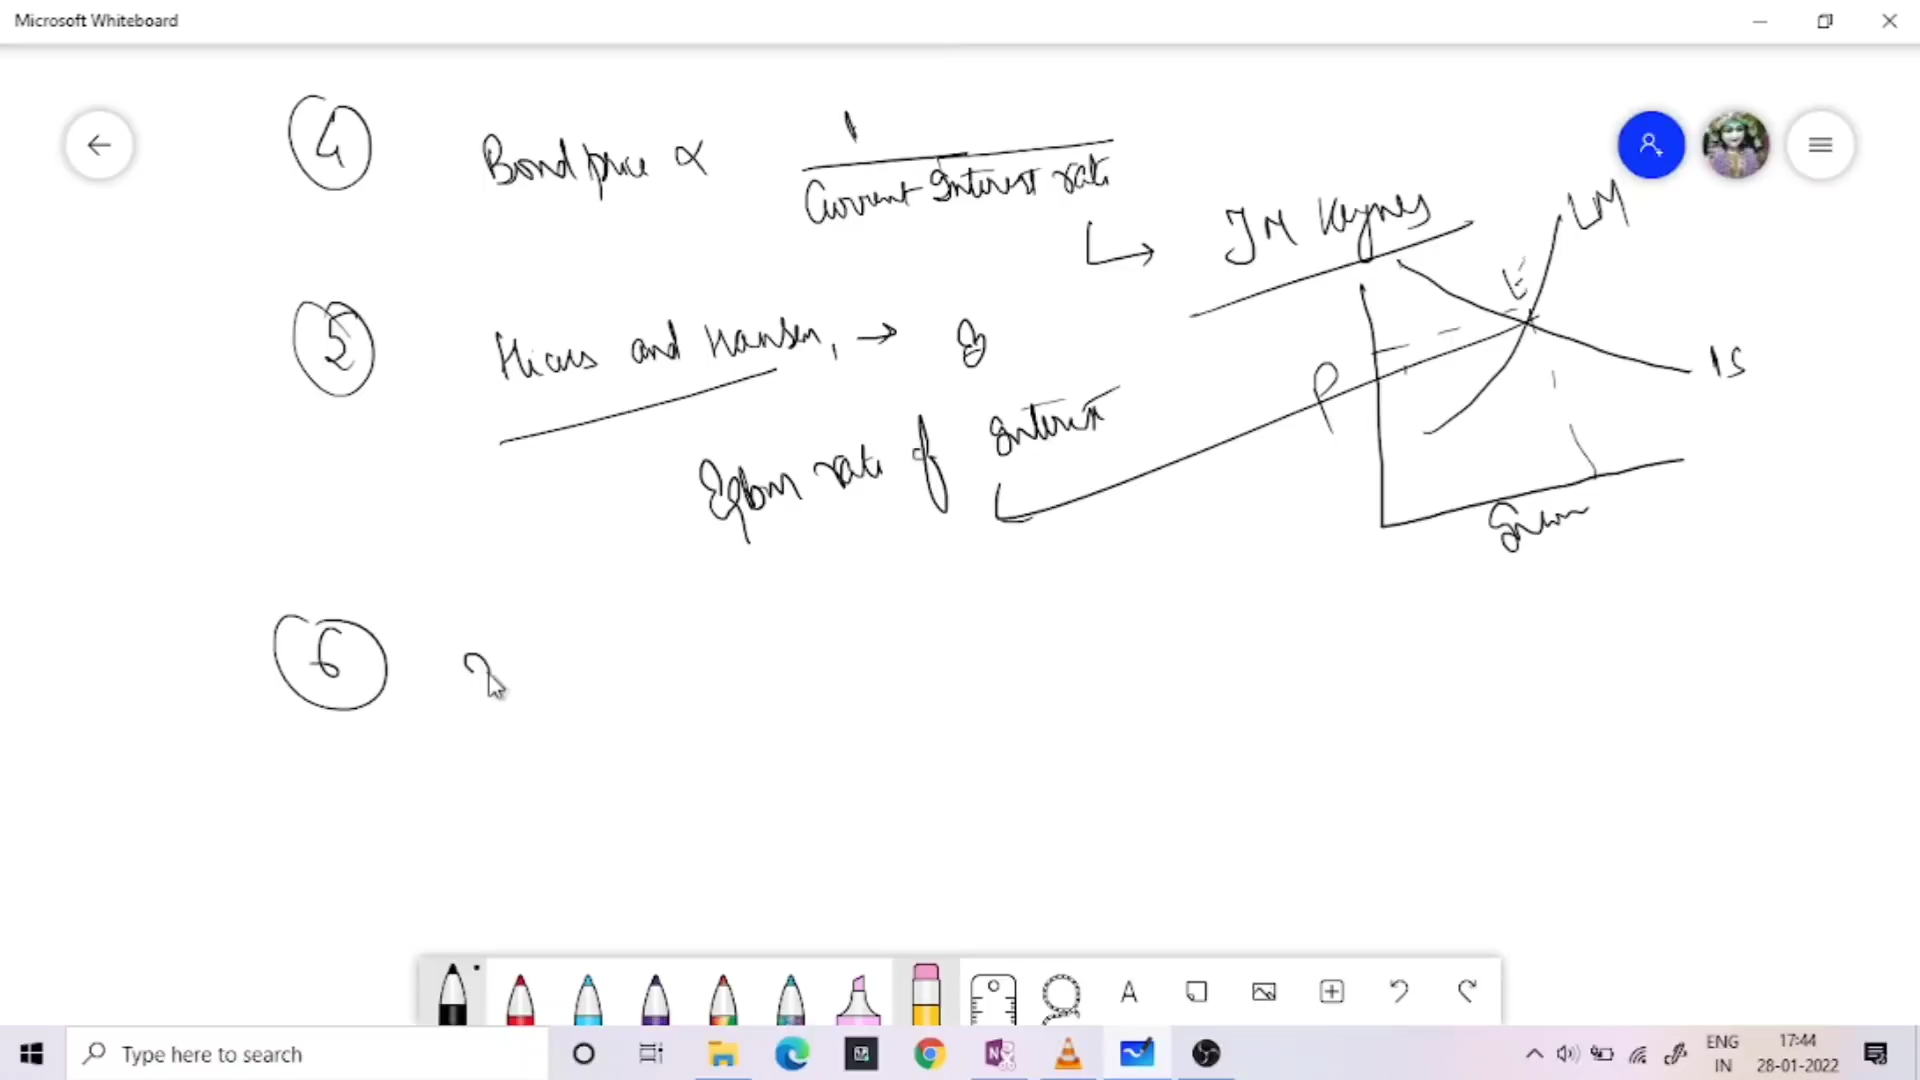 Microsoft Whiteboard
4 Bond price ∝ 1
Current Interest rate
JM Keynes
LM
E
IS
P
5 Hicks and Hansen, →
Eqbm rate of Interest
6
A
Type here to search
ENG
IN
17:44
28-01-2022